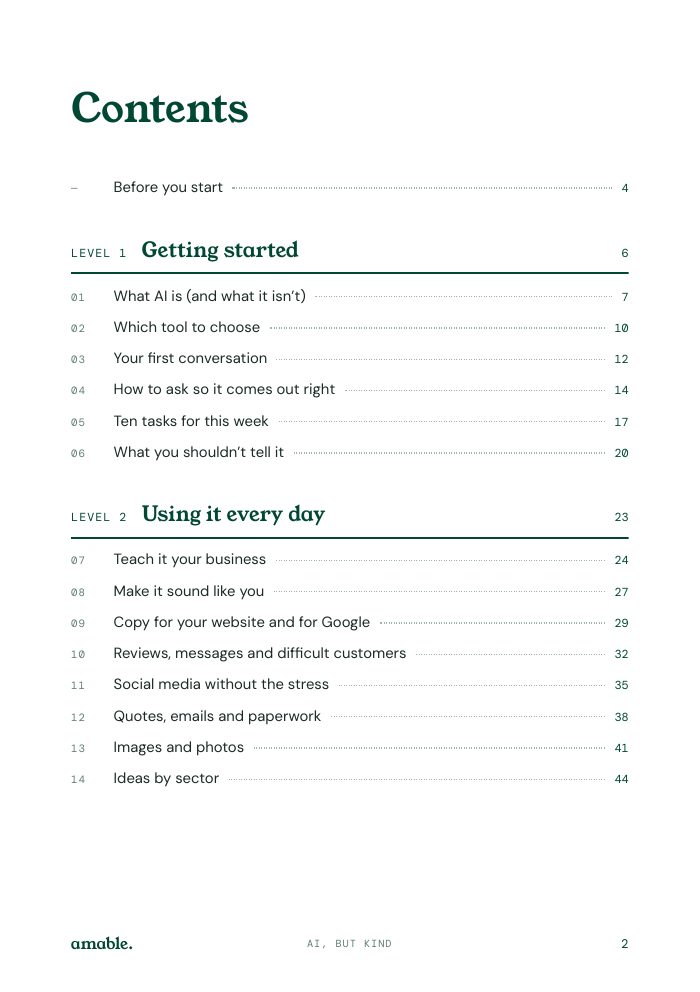 Contents
— Before you start 4
LEVEL 1 Getting started 6
01 What AI is (and what it isn’t) 7
02 Which tool to choose 10
03 Your first conversation 12
04 How to ask so it comes out right 14
05 Ten tasks for this week 17
06 What you shouldn’t tell it 20
LEVEL 2 Using it every day 23
07 Teach it your business 24
08 Make it sound like you 27
09 Copy for your website and for Google 29
10 Reviews, messages and difficult customers 32
11 Social media without the stress 35
12 Quotes, emails and paperwork 38
13 Images and photos 41
14 Ideas by sector 44
amable. AI, BUT KIND 2